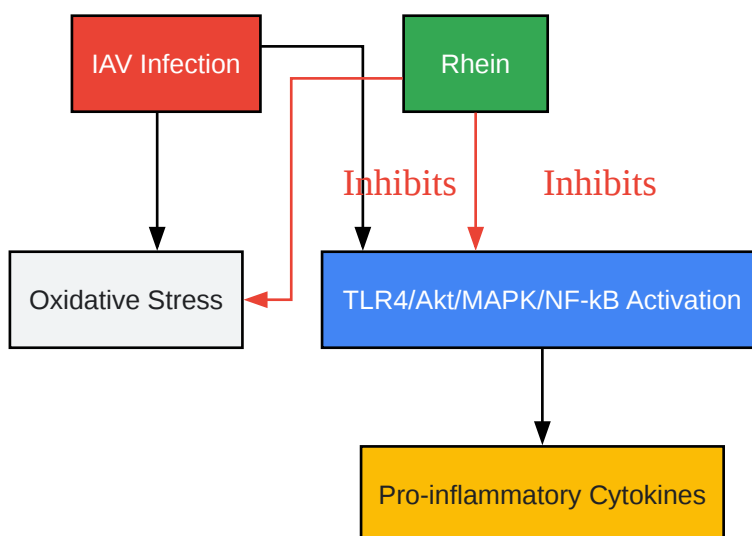 IAV Infection
Rhein
Inhibits
Inhibits
Oxidative Stress
TLR4/Akt/MAPK/NF-kB Activation
Pro-inflammatory Cytokines